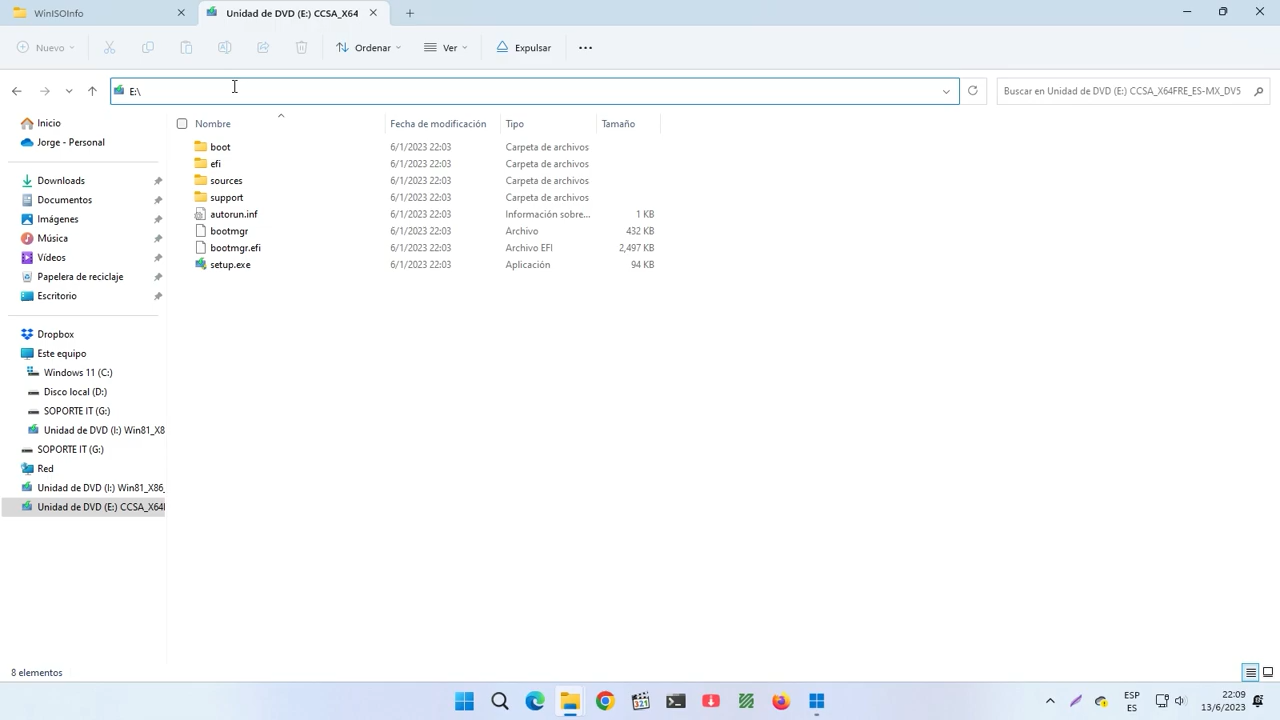 WinISOInfo
Unidad de DVD (E:) CCSA_X64
Nuevo
Ordenar
Ver
Expulsar
E:\
Buscar en Unidad de DVD (E:) CCSA_X64FRE_ES-MX_DV5
Nombre Fecha de modificación Tipo Tamaño
Inicio
Jorge - Personal
Downloads
Documentos
Imágenes
Música
Vídeos
Papelera de reciclaje
Escritorio
Dropbox
Este equipo
Windows 11 (C:)
Disco local (D:)
SOPORTE IT (G:)
Unidad de DVD (I:) Win81_X8
SOPORTE IT (G:)
Red
Unidad de DVD (I:) Win81_X86_
Unidad de DVD (E:) CCSA_X64F
boot 6/1/2023 22:03 Carpeta de archivos
efi 6/1/2023 22:03 Carpeta de archivos
sources 6/1/2023 22:03 Carpeta de archivos
support 6/1/2023 22:03 Carpeta de archivos
autorun.inf 6/1/2023 22:03 Información sobre... 1 KB
bootmgr 6/1/2023 22:03 Archivo 432 KB
bootmgr.efi 6/1/2023 22:03 Archivo EFI 2,497 KB
setup.exe 6/1/2023 22:03 Aplicación 94 KB
8 elementos
321
ESP
ES
22:09
13/6/2023